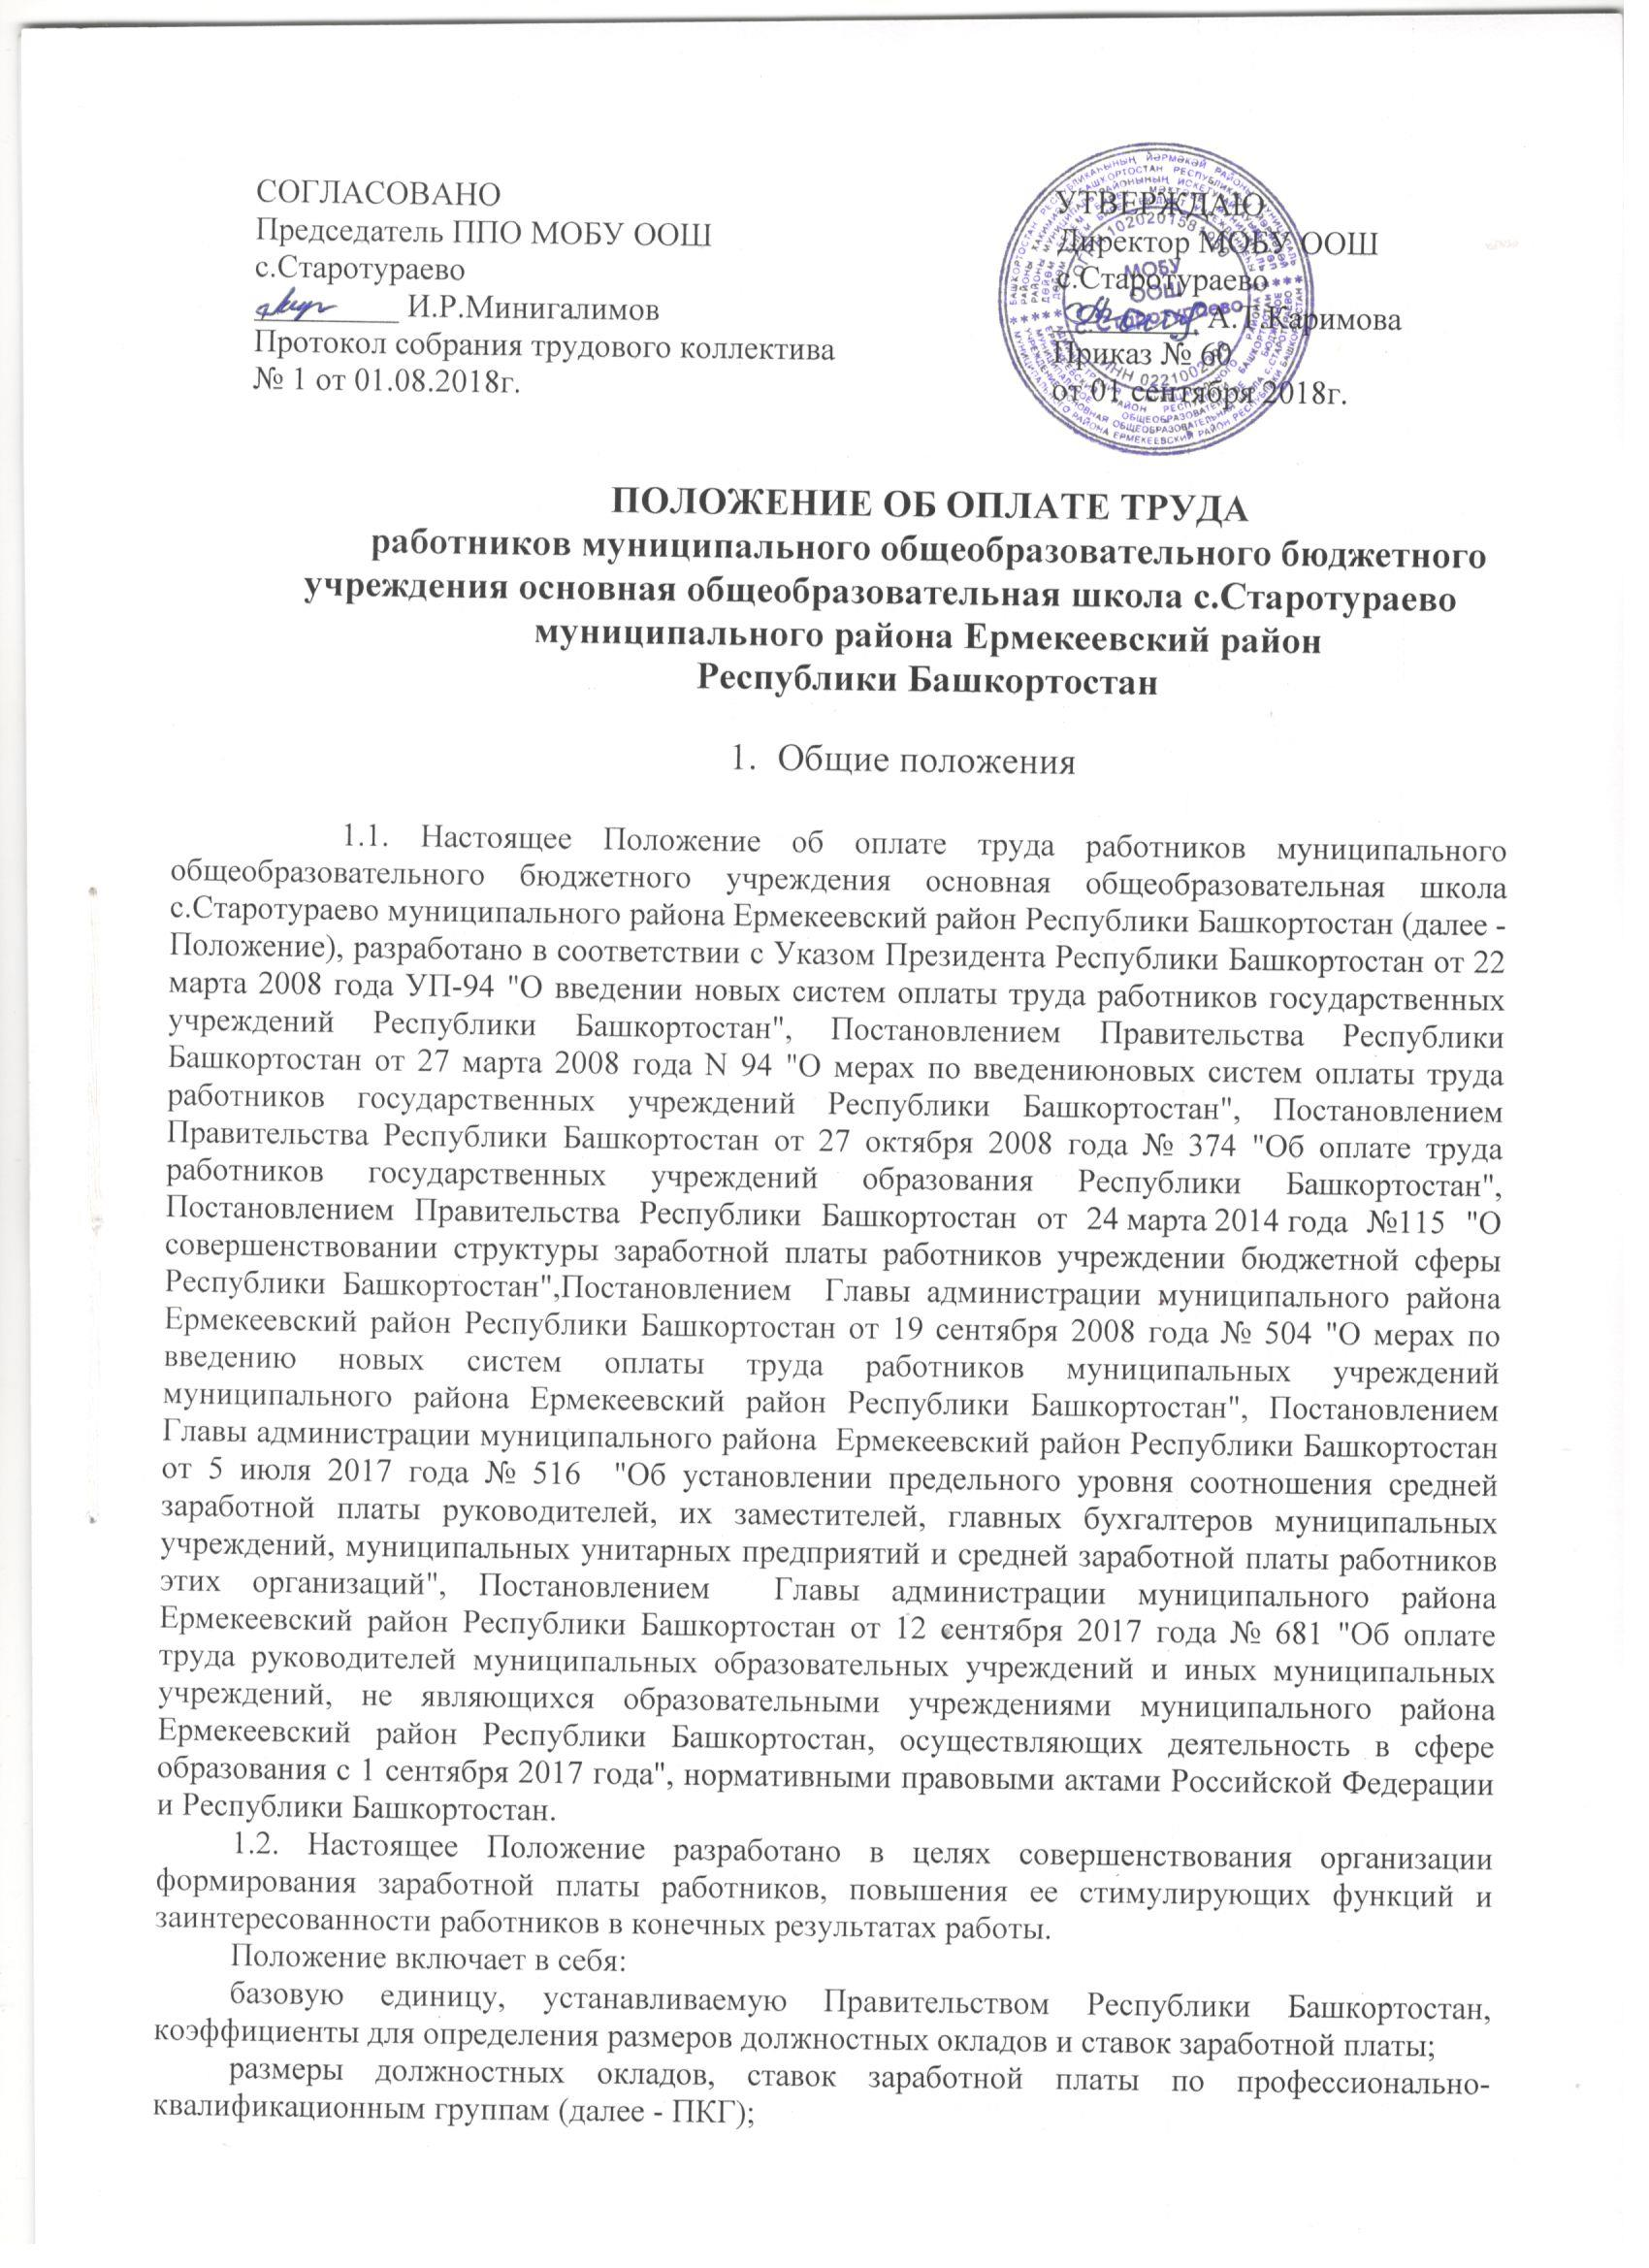 СОГЛАСОВАНО
Председатель ППО МОБУ ООШ
с.Старотураево
_________ И.Р.Минигалимов
Протокол собрания трудового коллектива
№ 1 от 01.08.2018г.
УТВЕРЖДАЮ
Директор МОБУ ООШ
с.Старотураево
А.Т.Каримова
Приказ № 60
от 01 сентября 2018г.
МОБУ
ООШ
с.Старотураево
ПОЛОЖЕНИЕ ОБ ОПЛАТЕ ТРУДА
работников муниципального общеобразовательного бюджетного
учреждения основная общеобразовательная школа с.Старотураево
муниципального района Ермекеевский район
Республики Башкортостан
1. Общие положения
1.1. Настоящее Положение об оплате труда работников муниципального
общеобразовательного бюджетного учреждения основная общеобразовательная школа
с.Старотураево муниципального района Ермекеевский район Республики Башкортостан (далее -
Положение), разработано в соответствии с Указом Президента Республики Башкортостан от 22
марта 2008 года УП-94 "О введении новых систем оплаты труда работников государственных
учреждений Республики Башкортостан", Постановлением Правительства Республики
Башкортостан от 27 марта 2008 года N 94 "О мерах по введениюновых систем оплаты труда
работников государственных учреждений Республики Башкортостан", Постановлением
Правительства Республики Башкортостан от 27 октября 2008 года № 374 "Об оплате труда
работников государственных учреждений образования Республики Башкортостан",
Постановлением Правительства Республики Башкортостан от 24 марта 2014 года №115 "О
совершенствовании структуры заработной платы работников учреждении бюджетной сферы
Республики Башкортостан",Постановлением Главы администрации муниципального района
Ермекеевский район Республики Башкортостан от 19 сентября 2008 года № 504 "О мерах по
введению новых систем оплаты труда работников муниципальных учреждений
муниципального района Ермекеевский район Республики Башкортостан", Постановлением
Главы администрации муниципального района Ермекеевский район Республики Башкортостан
от 5 июля 2017 года № 516 "Об установлении предельного уровня соотношения средней
заработной платы руководителей, их заместителей, главных бухгалтеров муниципальных
учреждений, муниципальных унитарных предприятий и средней заработной платы работников
этих организаций", Постановлением Главы администрации муниципального района
Ермекеевский район Республики Башкортостан от 12 сентября 2017 года № 681 "Об оплате
труда руководителей муниципальных образовательных учреждений и иных муниципальных
учреждений, не являющихся образовательными учреждениями муниципального района
Ермекеевский район Республики Башкортостан, осуществляющих деятельность в сфере
образования с 1 сентября 2017 года", нормативными правовыми актами Российской Федерации
и Республики Башкортостан.
1.2. Настоящее Положение разработано в целях совершенствования организации
формирования заработной платы работников, повышения ее стимулирующих функций и
заинтересованности работников в конечных результатах работы.
Положение включает в себя:
базовую единицу, устанавливаемую Правительством Республики Башкортостан,
коэффициенты для определения размеров должностных окладов и ставок заработной платы;
размеры должностных окладов, ставок заработной платы по профессионально-
квалификационным группам (далее - ПКГ);